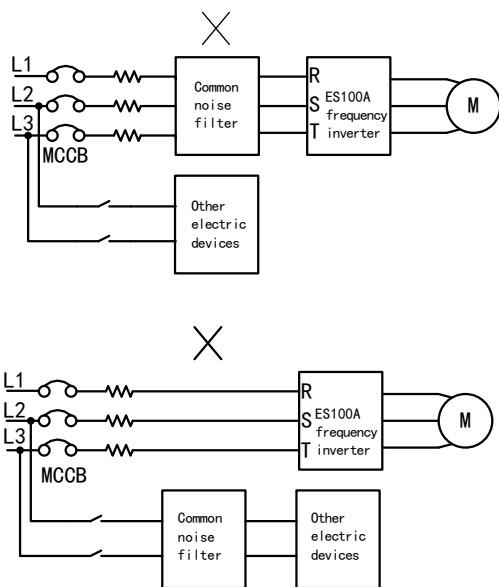 L1
L2
L3
MCCB
Common
noise
filter
R
S
T
ES100A
frequency
inverter
M
Other
electric
devices
L1
L2
L3
MCCB
R
S
T
ES100A
frequency
inverter
M
Common
noise
filter
Other
electric
devices